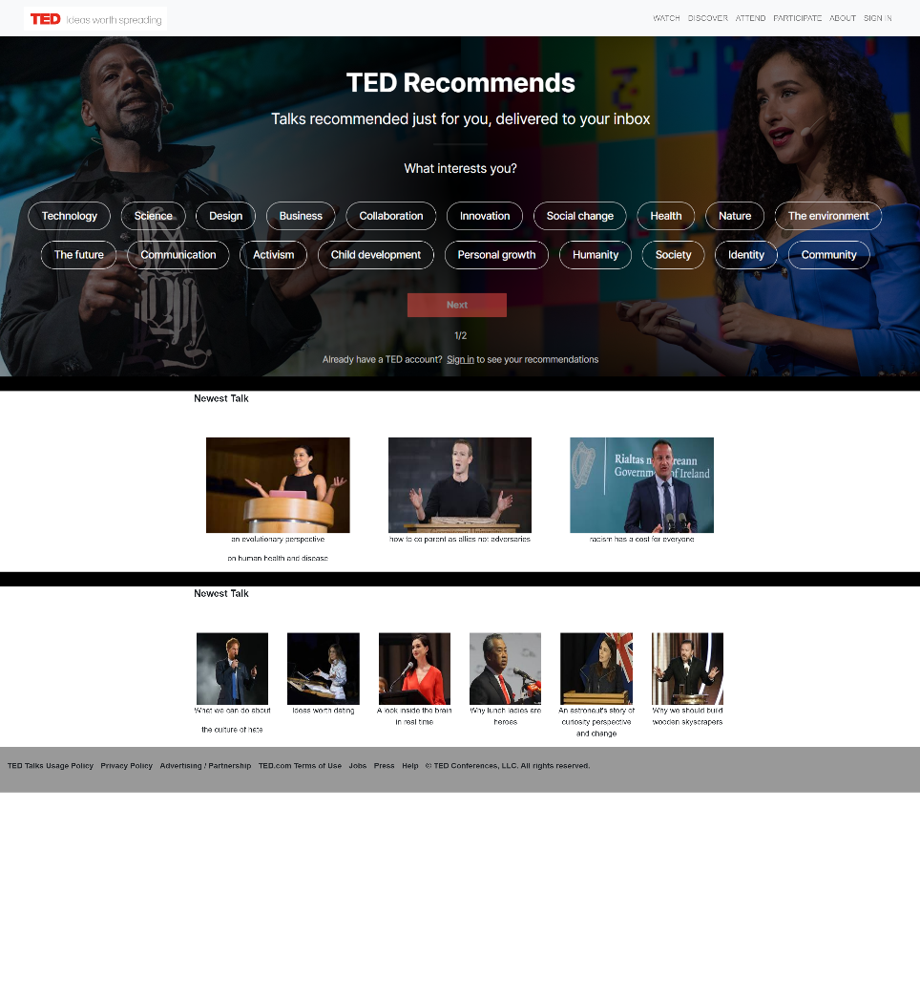 TED Ideas worth spreading
WATCH DISCOVER ATTEND PARTICIPATE ABOUT SIGN IN
TED Recommends
Talks recommended just for you, delivered to your inbox
What interests you?
Technology Science Design Business Collaboration Innovation Social change Health Nature The environment
The future Communication Activism Child development Personal growth Humanity Society Identity Community
Next
1/2
Already have a TED account? Sign in to see your recommendations
Newest Talk
Rialtas na
Government of Ireland
an evolutionary perspective
on human health and disease
how to co parent as allies not adversaries
racism has a cost for everyone
Newest Talk
What we can do about
the culture of hate
Ideas worth dating
A look inside the brain
in real time
Why lunch ladies are
heroes
An astronaut's story of
curiosity perspective
and change
Why we should build
wooden skyscrapers
TED Talks Usage Policy Privacy Policy Advertising / Partnership TED.com Terms of Use Jobs Press Help © TED Conferences, LLC. All rights reserved.